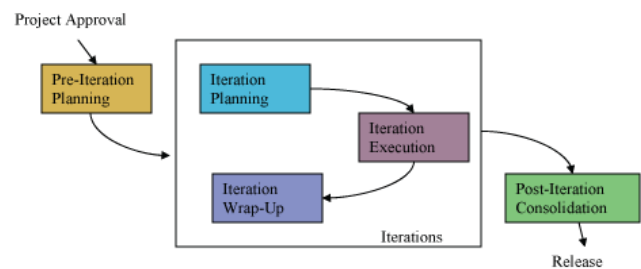 Project Approval
Pre-Iteration
Planning
Iteration
Planning
Iteration
Execution
Iteration
Wrap-Up
Iterations
Post-Iteration
Consolidation
Release